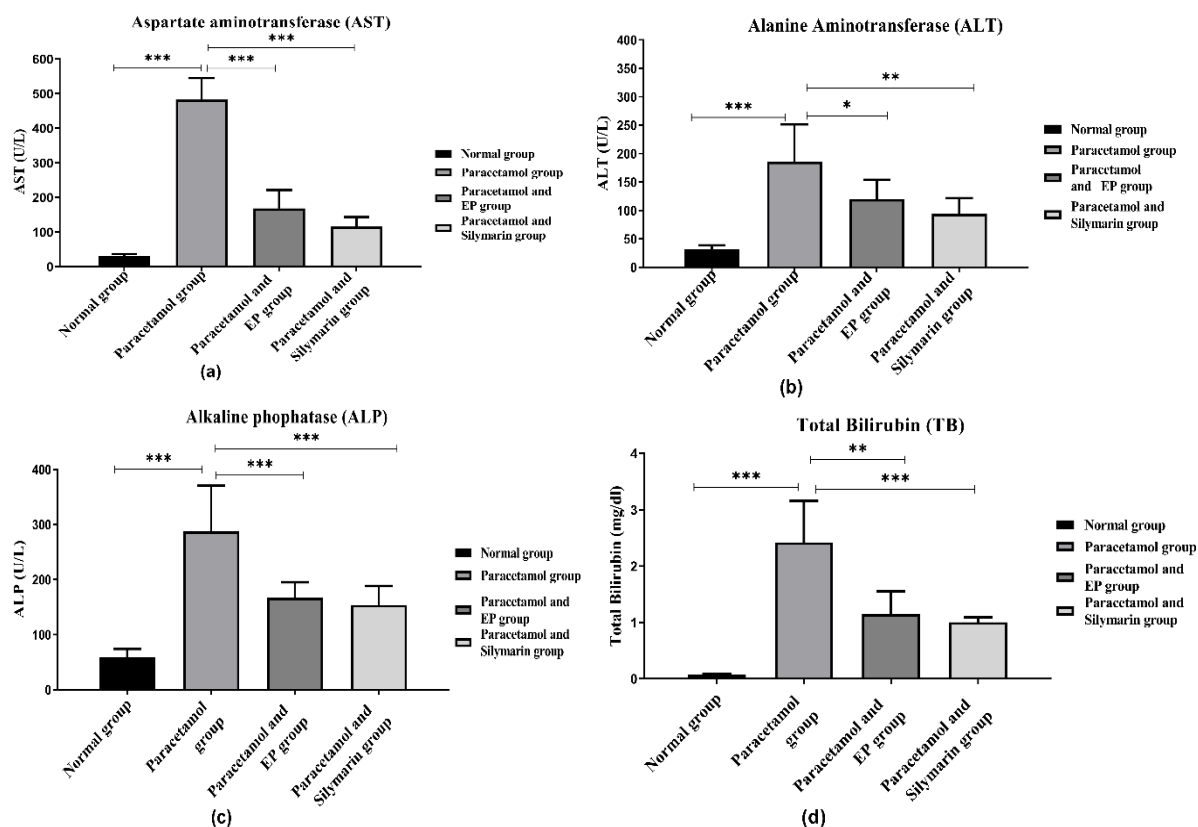 Aspartate aminotransferase (AST)
***
***
***
600
500
400
300
200
100
0
AST (U/L)
Normal group
Paracetamol group
Paracetamol and
EP group
Paracetamol and
Silymarin group
Normal group
Paracetamol group
Paracetamol and
EP group
Paracetamol and
Silymarin group
(a)
Alanine Aminotransferase (ALT)
400
350
300
250
200
150
100
50
0
ALT (U/L)
**
***
*
Normal group
Paracetamol group
Paracetamol
and EP group
Paracetamol and
Silymarin group
Normal group
Paracetamol group
Paracetamol and
EP group
Paracetamol and
Silymarin group
(b)
Alkaline phophatase (ALP)
***
***
***
400
300
200
100
0
ALP (U/L)
Normal group
Paracetamol group
Paracetamol and
EP group
Paracetamol and
Silymarin group
Normal group
Paracetamol
group
Paracetamol and
EP group
Paracetamol and
Silymarin group
(c)
Total Bilirubin (TB)
**
***
***
4
3
2
1
0
Total Bilirubin (mg/dl)
Normal group
Paracetamol group
Paracetamol and
EP group
Paracetamol and
Silymarin group
Normal group
Paracetamol
group
Paracetamol and
EP group
Paracetamol and
Silymarin group
(d)